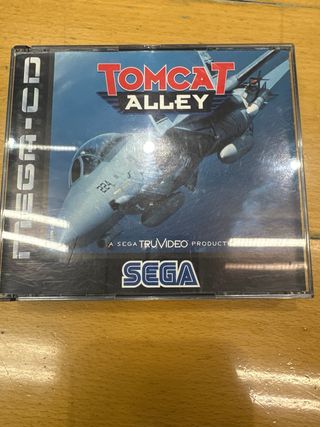 MEGA-CD
TOMCAT
ALLEY
A SEGA TRUVIDEO PRODUCT
SEGA